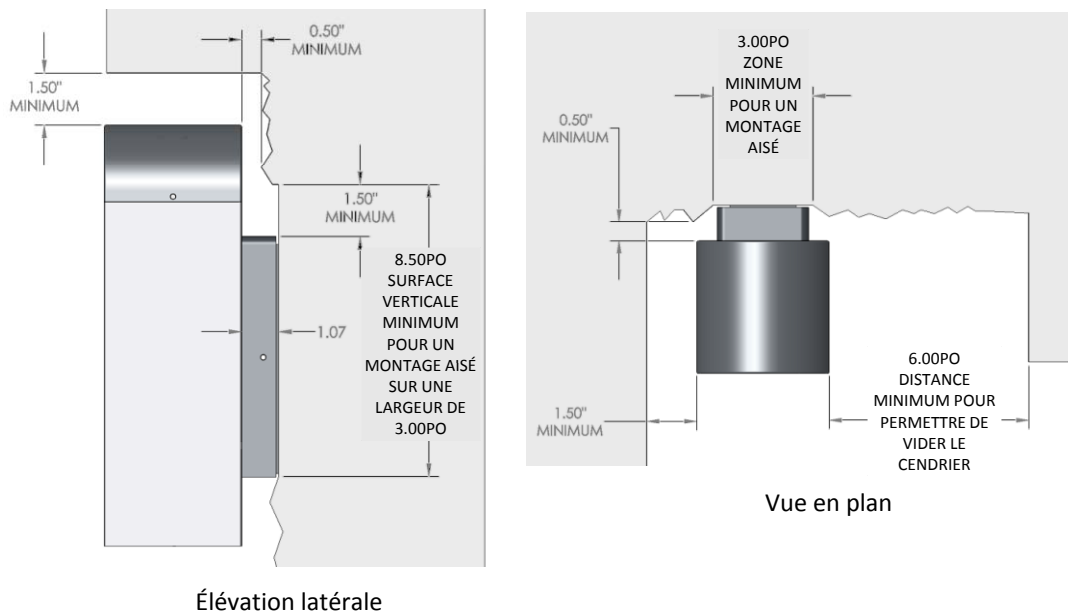 0.50"
MINIMUM
1.50"
MINIMUM
1.50"
MINIMUM
8.50PO
SURFACE
VERTICALE
MINIMUM
POUR UN
MONTAGE AISÉ
SUR UNE
LARGEUR DE
3.00PO
1.07
Élévation latérale
3.00PO
ZONE
MINIMUM
POUR UN
MONTAGE
AISÉ
0.50"
MINIMUM
1.50"
MINIMUM
6.00PO
DISTANCE
MINIMUM POUR
PERMETTRE DE
VIDER LE
CENDRIER
Vue en plan